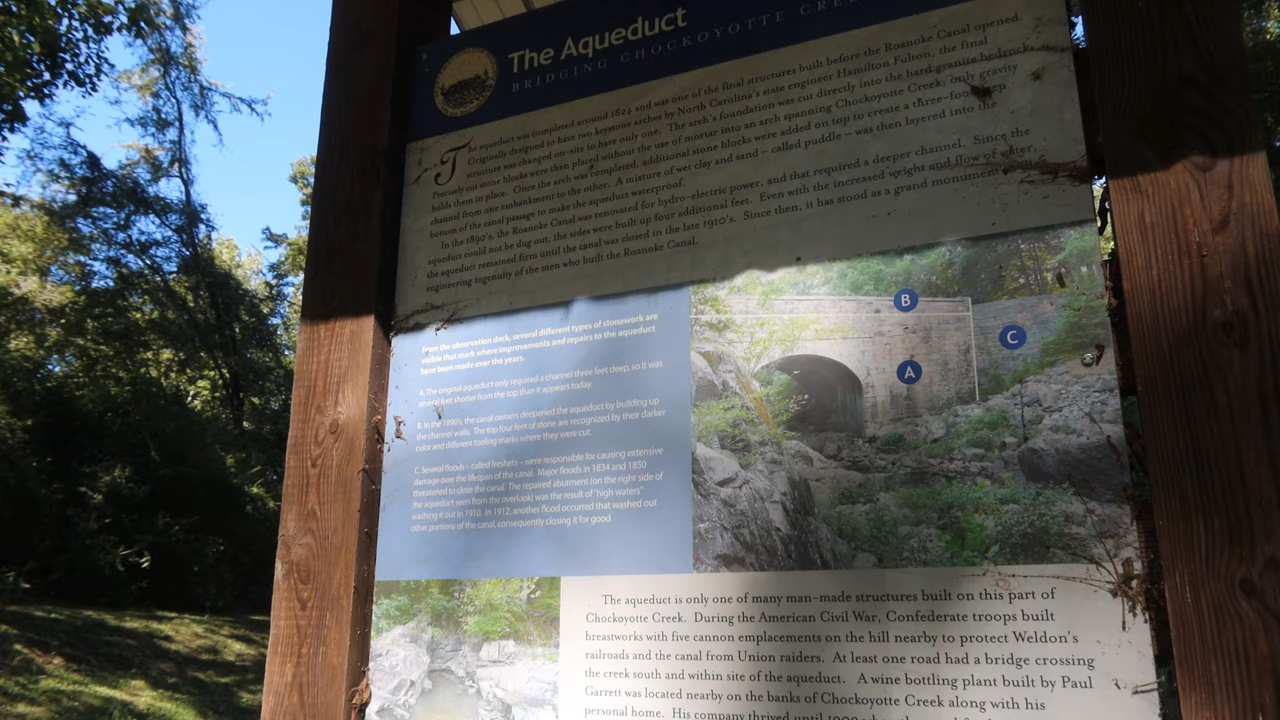 The Aqueduct
BRIDGING CHOCKOYOTTE CREE
The aqueduct was completed around 1824 and was one of the final structures built before the Roanoke Canal opened.
Originally designed to have two keystone arches by North Carolina's state engineer Hamilton Fulton, the final
structure was changed on-site to have only one. The arch's foundation was cut directly into the hard granite bedrock.
Precisely cut stone blocks were then placed without the use of mortar into an arch spanning Chockoyotte Creek; only gravity
holds them in place. Once the arch was completed, additional stone blocks were added on top to create a three-foot deep
channel from one embankment to the other. A mixture of wet clay and sand – called puddle – was then layered into the
bottom of the canal passage to make the aqueduct waterproof.
In the 1890's, the Roanoke Canal was renovated for hydro-electric power, and that required a deeper channel. Since the
aqueduct could not be dug out, the sides were built up four additional feet. Even with the increased weight and flow of water,
the aqueduct remained firm until the canal was closed in the late 1910's. Since then, it has stood as a grand monument
engineering ingenuity of the men who built the Roanoke Canal.
From the observation deck, several different types of stonework are
visible that mark where improvements and repairs to the aqueduct
have been made over the years.
A. The original aqueduct only required a channel three feet deep, so it was
several feet shorter from the top than it appears today.
B. In the 1890s, the canal owners deepened the aqueduct by building up
the channel walls. The top four feet of stone are recognized by their darker
color and different tooling marks where they were cut.
C. Several floods – called freshets – were responsible for causing extensive
damage over the lifespan of the canal. Major floods in 1834 and 1850
threatened to close the canal. The repaired abutment (on the right side of
the aqueduct seen from the overlook) was the result of "high waters"
washing it out in 1910. In 1912, another flood occurred that washed out
other portions of the canal, consequently closing it for good.
B
C
A
The aqueduct is only one of many man-made structures built on this part of
Chockoyotte Creek. During the American Civil War, Confederate troops built
breastworks with five cannon emplacements on the hill nearby to protect Weldon's
railroads and the canal from Union raiders. At least one road had a bridge crossing
the creek south and within site of the aqueduct. A wine bottling plant built by Paul
Garrett was located nearby on the banks of Chockoyotte Creek along with his
personal home. His company thrived until